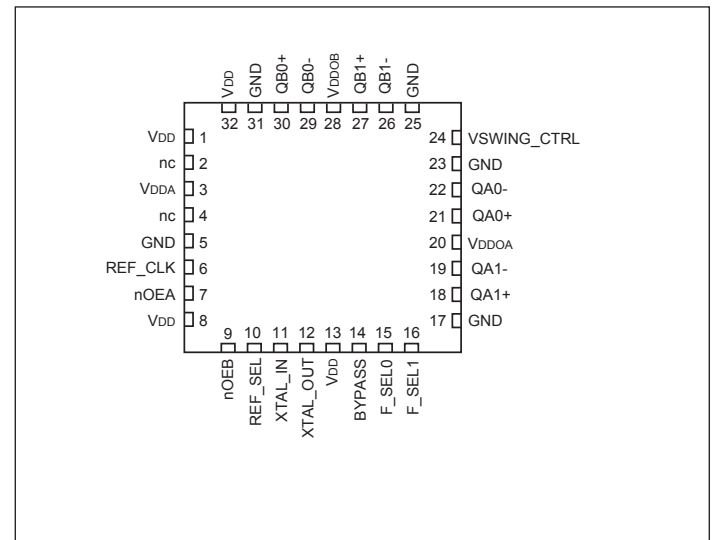 VDD GND QB0+ QB0- VDDOB QB1+ QB1- GND
32 31 30 29 28 27 26 25
VDD 1
nc 2
VDDA 3
nc 4
GND 5
REF_CLK 6
nOEA 7
VDD 8
24 VSWING_CTRL
23 GND
22 QA0-
21 QA0+
20 VDDOA
19 QA1-
18 QA1+
17 GND
9 10 11 12 13 14 15 16
nOEB REF_SEL XTAL_IN XTAL_OUT VDD BYPASS F_SEL0 F_SEL1